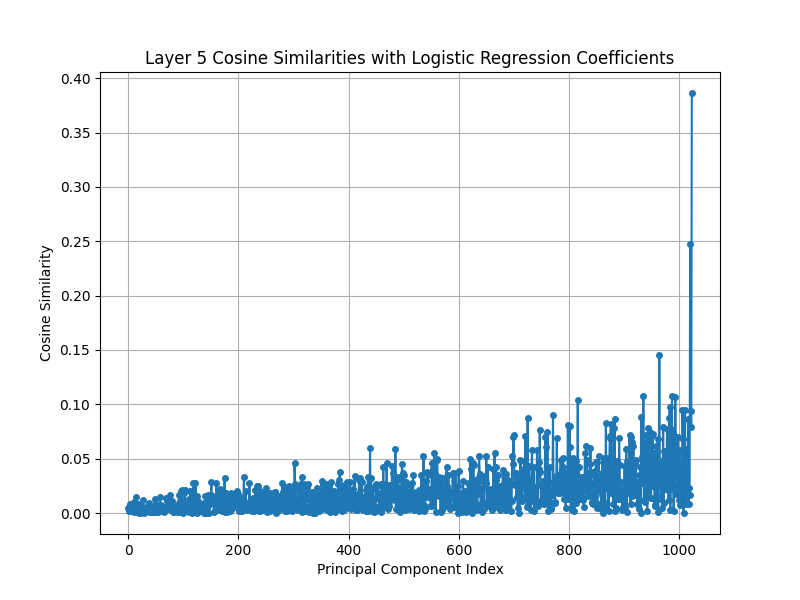 Layer 5 Cosine Similarities with Logistic Regression Coefficients
0.40
0.35
0.30
0.25
0.20
0.15
0.10
0.05
0.00
Cosine Similarity
0 200 400 600 800 1000
Principal Component Index